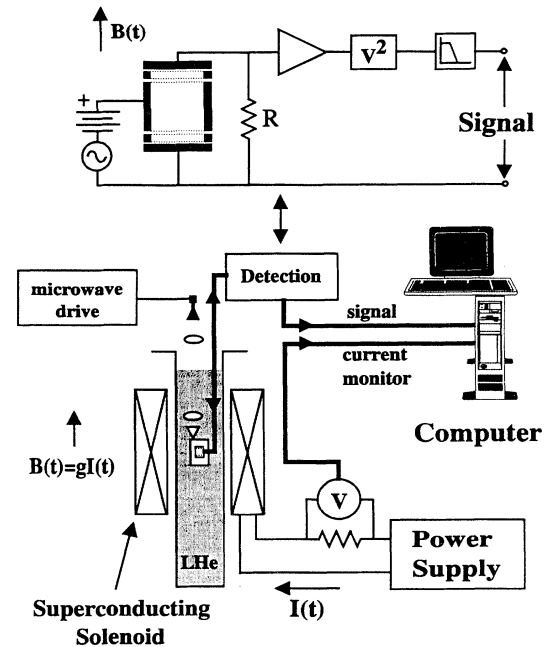 B(t)
+
V²
R
Signal
Detection
microwave
drive
signal
current
monitor
Computer
B(t)=gI(t)
V
Power
Supply
LHe
I(t)
Superconducting
Solenoid